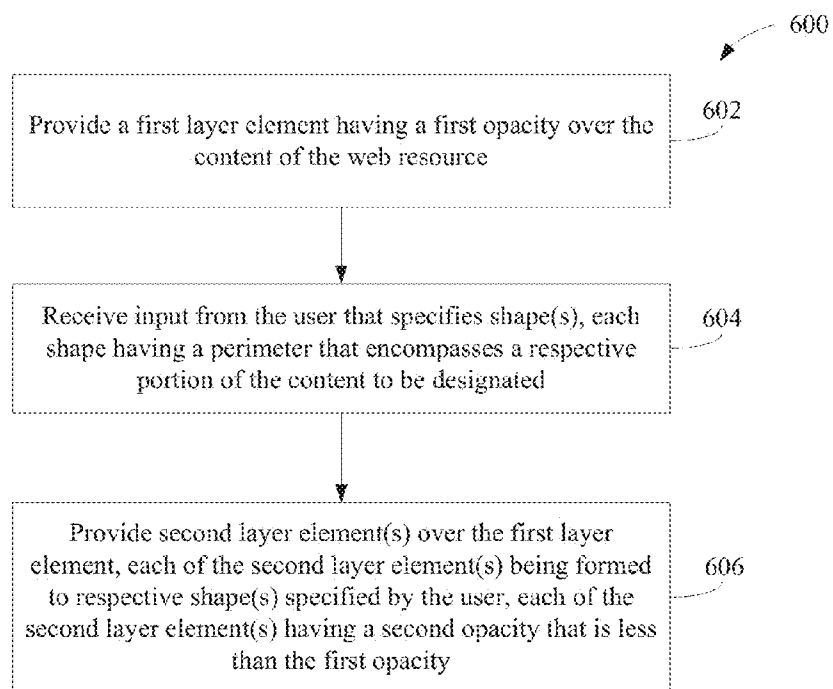 600
Provide a first layer element having a first opacity over the
content of the web resource
602
Receive input from the user that specifies shape(s), each
shape having a perimeter that encompasses a respective
portion of the content to be designated
604
Provide second layer element(s) over the first layer
element, each of the second layer element(s) being formed
to respective shape(s) specified by the user, each of the
second layer element(s) having a second opacity that is less
than the first opacity
606